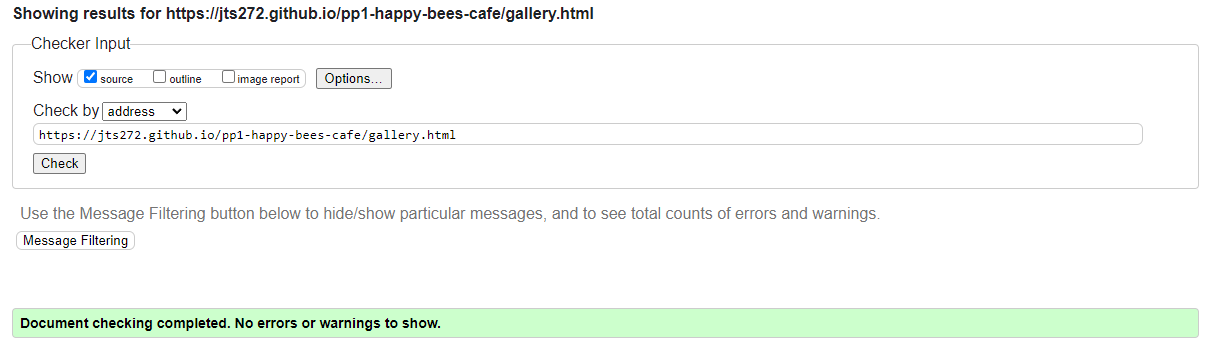 Showing results for https://jts272.github.io/pp1-happy-bees-cafe/gallery.html
Checker Input
Show source outline image report Options...
Check by address
https://jts272.github.io/pp1-happy-bees-cafe/gallery.html
Check
Use the Message Filtering button below to hide/show particular messages, and to see total counts of errors and warnings.
Message Filtering
Document checking completed. No errors or warnings to show.